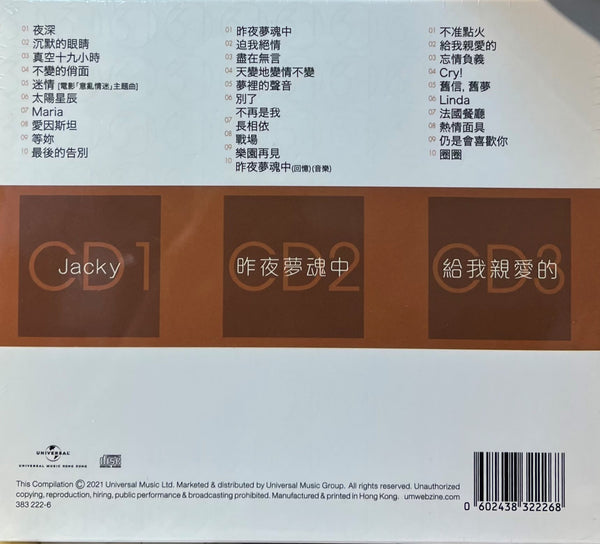 01 夜深
02 沉默的眼睛
03 真空十九小時
04 不變的俏面
05 迷情 [電影「意亂情迷」主題曲]
06 太陽星辰
07 Maria
08 愛因斯坦
09 等妳
10 最後的告別
01 昨夜夢魂中
02 迫我絕情
03 盡在無言
04 天變地變情不變
05 夢裡的聲音
06 別了
07 不再是我
08 長相依
09 戰場
10 樂園再見
昨夜夢魂中(回憶)(音樂)
01 不准點火
02 給我親愛的
03 忘情負義
04 Cry!
05 舊信, 舊夢
06 Linda
07 法國餐廳
08 熱情面具
09 仍是會喜歡你
10 圈圈
CD1
Jacky
CD2
昨夜夢魂中
CD3
給我親愛的
UNIVERSAL
UNIVERSAL MUSIC HONG KONG
This Compilation Ⓒ 2021 Universal Music Ltd. Marketed & distributed by Universal Music Group. All rights reserved. Unauthorized
copying, reproduction, hiring, public performance & broadcasting prohibited. Manufactured & printed in Hong Kong. umwebzine.com
383 222-6
0 602438 322268